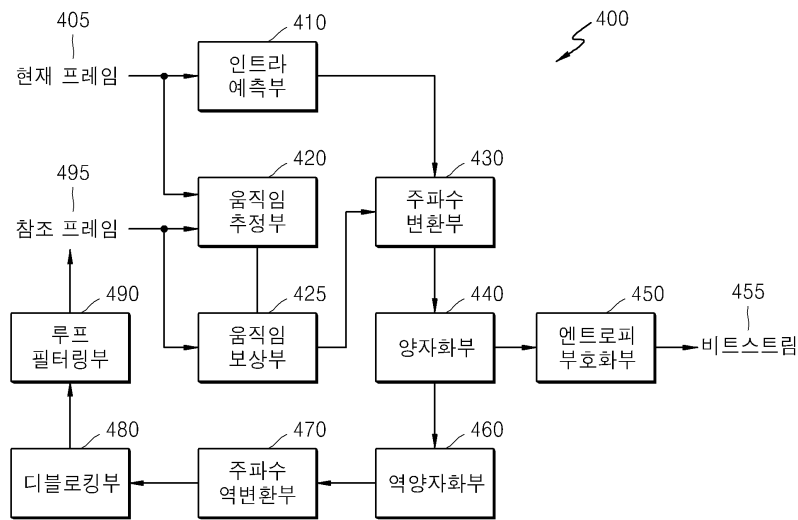 405
현재 프레임
410
인트라
예측부
400
495
참조 프레임
420
움직임
추정부
430
주파수
변환부
490
루프
필터링부
425
움직임
보상부
440
양자화부
450
엔트로피
부호화부
455
비트스트림
480
디블로킹부
470
주파수
역변환부
460
역양자화부